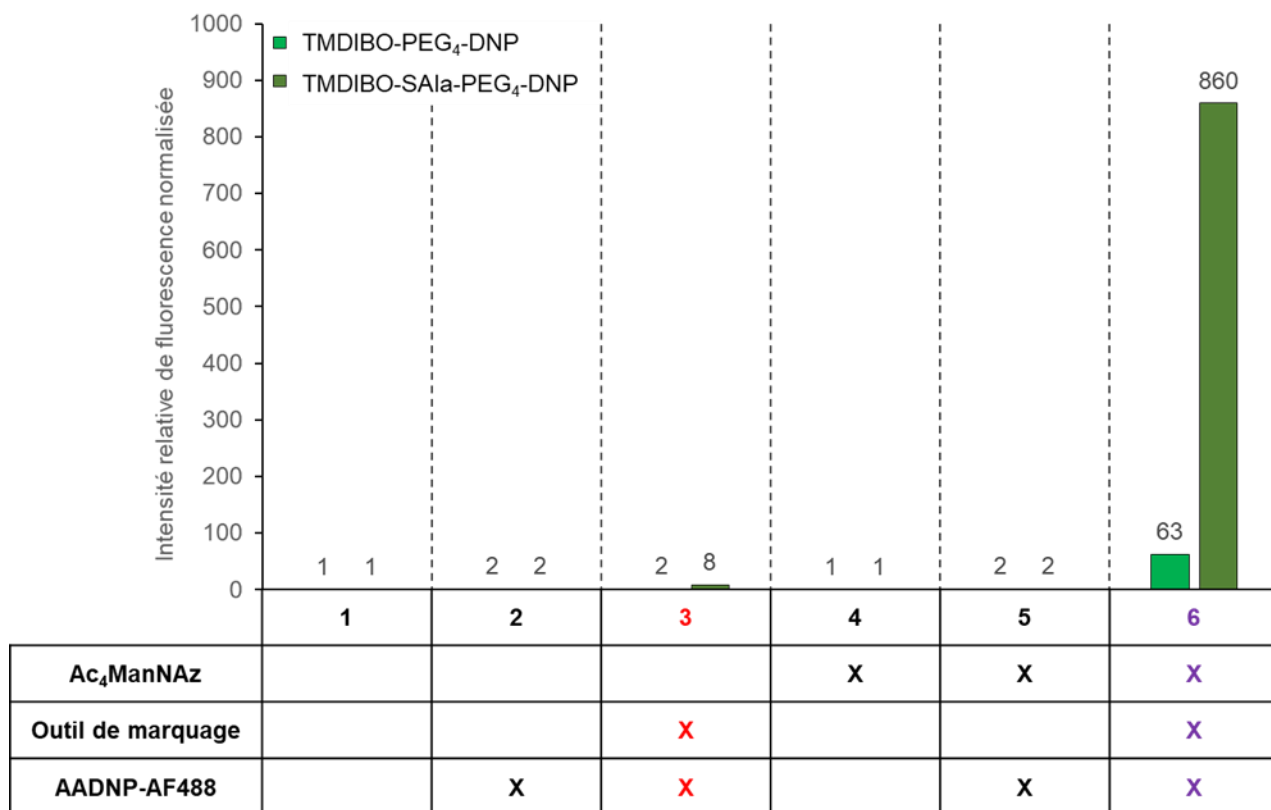 1000
900
800
700
600
500
400
300
200
100
0
Intensité relative de fluorescence normalisée
TMDIBO-PEG₄-DNP
TMDIBO-SAla-PEG₄-DNP
1 1 2 2 2 8 1 1 2 2 63 860
1 2 3 4 5 6
Ac₄ManNAz X X X
Outil de marquage X X
AADNP-AF488 X X X X